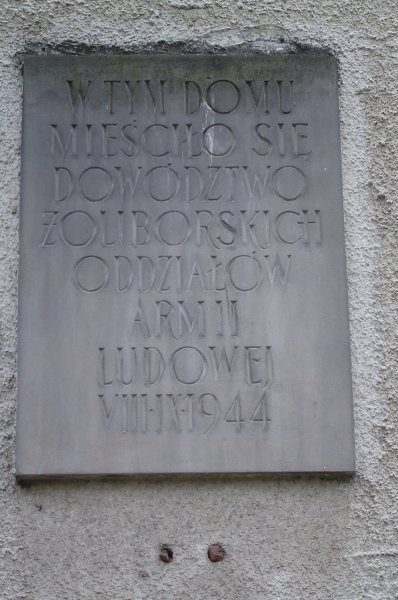 W TYM DOMU
MIEŚCIŁO SIĘ
DOWÓDZTWO
ŻOLIBORSKICH
ODDZIAŁÓW
ARMII
LUDOWEJ
VIII-IX-1944